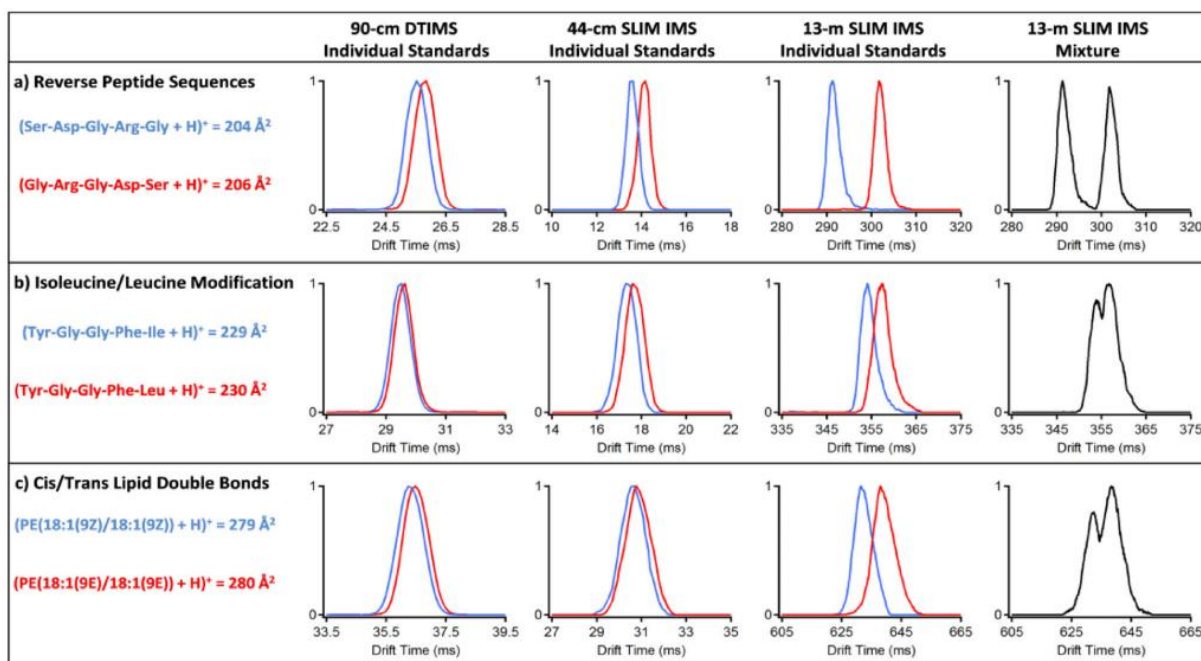 90-cm DTIMS
Individual Standards
44-cm SLIM IMS
Individual Standards
13-m SLIM IMS
Individual Standards
13-m SLIM IMS
Mixture
a) Reverse Peptide Sequences
(Ser-Asp-Gly-Arg-Gly + H)⁺ = 204 Å²
(Gly-Arg-Gly-Asp-Ser + H)⁺ = 206 Å²
1
0
22.5 24.5 26.5 28.5
Drift Time (ms)
1
0
10 12 14 16 18
Drift Time (ms)
1
0
280 290 300 310 320
Drift Time (ms)
1
0
280 290 300 310 320
Drift Time (ms)
b) Isoleucine/Leucine Modification
(Tyr-Gly-Gly-Phe-Ile + H)⁺ = 229 Å²
(Tyr-Gly-Gly-Phe-Leu + H)⁺ = 230 Å²
1
0
27 29 31 33
Drift Time (ms)
1
0
14 16 18 20 22
Drift Time (ms)
1
0
335 345 355 365 375
Drift Time (ms)
1
0
335 345 355 365 375
Drift Time (ms)
c) Cis/Trans Lipid Double Bonds
(PE(18:1(9Z)/18:1(9Z)) + H)⁺ = 279 Å²
(PE(18:1(9E)/18:1(9E)) + H)⁺ = 280 Å²
1
0
33.5 35.5 37.5 39.5
Drift Time (ms)
1
0
27 29 31 33 35
Drift Time (ms)
1
0
605 625 645 665
Drift Time (ms)
1
0
605 625 645 665
Drift Time (ms)